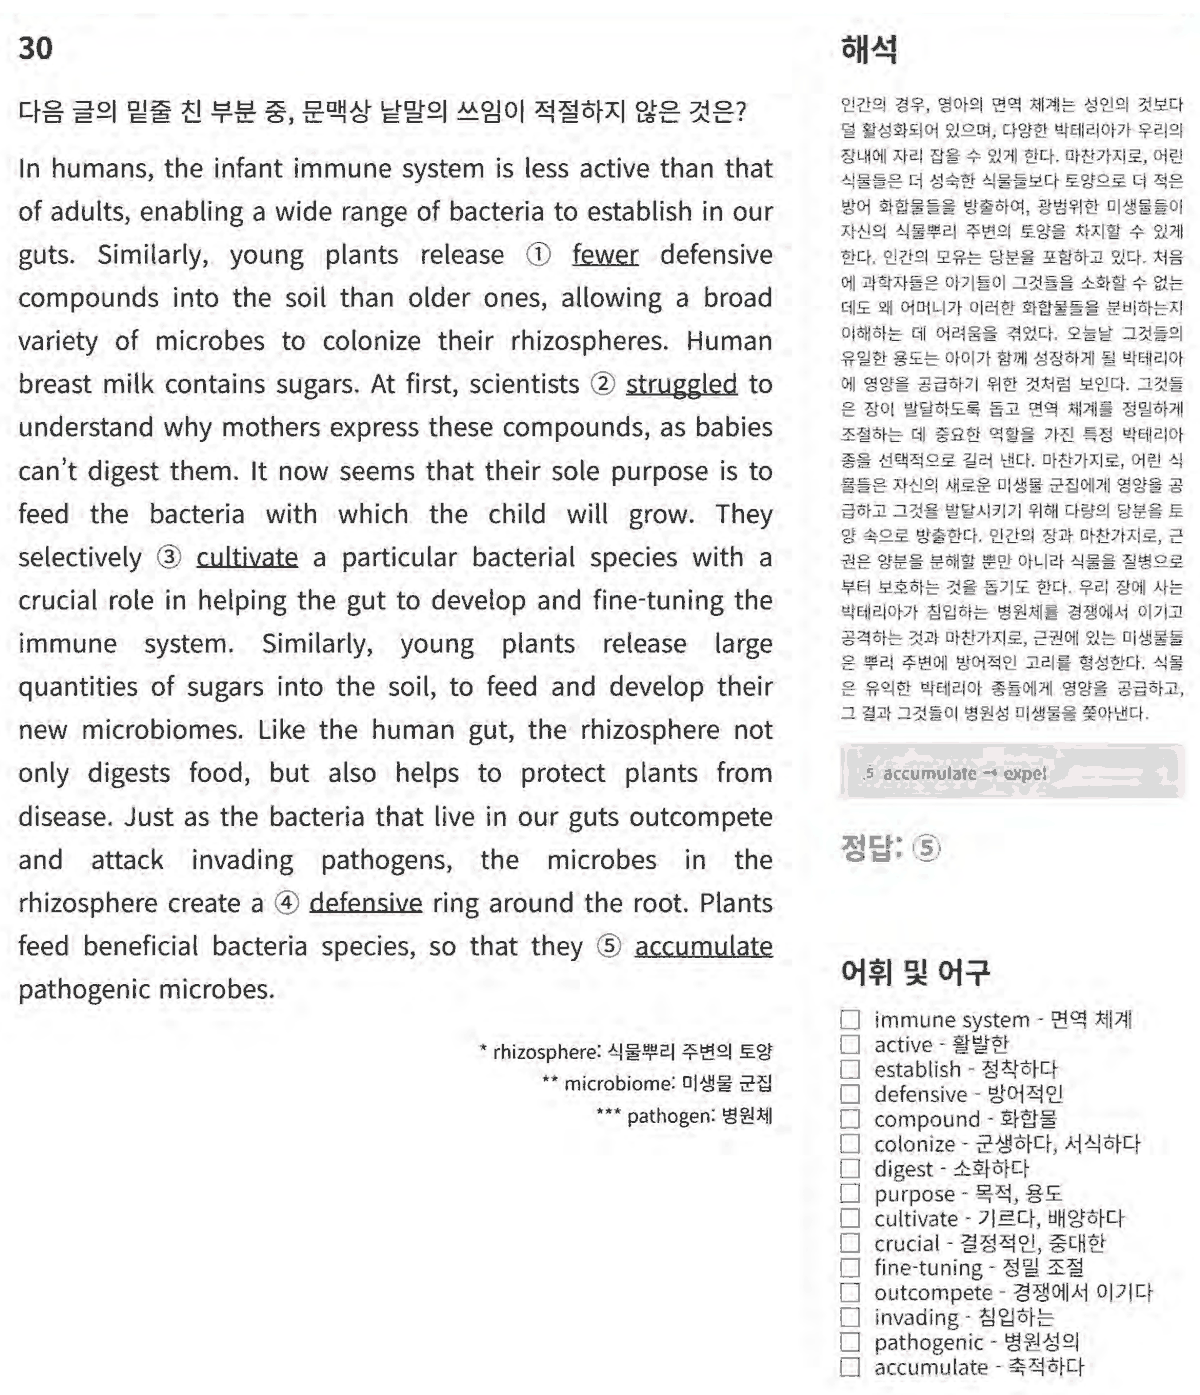 30
다음 글의 밑줄 친 부분 중, 문맥상 낱말의 쓰임이 적절하지 않은 것은?
In humans, the infant immune system is less active than that
of adults, enabling a wide range of bacteria to establish in our
guts. Similarly, young plants release ① fewer defensive
compounds into the soil than older ones, allowing a broad
variety of microbes to colonize their rhizospheres. Human
breast milk contains sugars. At first, scientists ② struggled to
understand why mothers express these compounds, as babies
can't digest them. It now seems that their sole purpose is to
feed the bacteria with which the child will grow. They
selectively ③ cultivate a particular bacterial species with a
crucial role in helping the gut to develop and fine-tuning the
immune system. Similarly, young plants release large
quantities of sugars into the soil, to feed and develop their
new microbiomes. Like the human gut, the rhizosphere not
only digests food, but also helps to protect plants from
disease. Just as the bacteria that live in our guts outcompete
and attack invading pathogens, the microbes in the
rhizosphere create a ④ defensive ring around the root. Plants
feed beneficial bacteria species, so that they ⑤ accumulate
pathogenic microbes.
* rhizosphere: 식물뿌리 주변의 토양
** microbiome: 미생물 군집
*** pathogen: 병원체
해석
인간의 경우, 영아의 면역 체계는 성인의 것보다
덜 활성화되어 있으며, 다양한 박테리아가 우리의
장내에 자리 잡을 수 있게 한다. 마찬가지로, 어린
식물들은 더 성숙한 식물들보다 토양으로 더 적은
방어 화합물들을 방출하여, 광범위한 미생물들이
자신의 식물뿌리 주변의 토양을 차지할 수 있게
한다. 인간의 모유는 당분을 포함하고 있다. 처음
에 과학자들은 아기들이 그것들을 소화할 수 없는
데도 왜 어머니가 이러한 화합물들을 분비하는지
이해하는 데 어려움을 겪었다. 오늘날 그것들의
유일한 용도는 아이가 함께 성장하게 될 박테리아
에 영양을 공급하기 위한 것처럼 보인다. 그것들
은 장이 발달하도록 돕고 면역 체계를 정밀하게
조절하는 데 중요한 역할을 가진 특정 박테리아
종을 선택적으로 길러 낸다. 마찬가지로, 어린 식
물들은 자신의 새로운 미생물 군집에게 영양을 공
급하고 그것을 발달시키기 위해 다량의 당분을 토
양 속으로 방출한다. 인간의 장과 마찬가지로, 근
권은 양분을 분해할 뿐만 아니라 식물을 질병으로
부터 보호하는 것을 돕기도 한다. 우리 장에 사는
박테리아가 침입하는 병원체를 경쟁에서 이기고
공격하는 것과 마찬가지로, 근권에 있는 미생물들
은 뿌리 주변에 방어적인 고리를 형성한다. 식물
은 유익한 박테리아 종들에게 영양을 공급하고,
그 결과 그것들이 병원성 미생물을 쫓아낸다.
5 accumulate → expel
정답: ⑤
어휘 및 어구
☐ immune system - 면역 체계
☐ active - 활발한
☐ establish - 정착하다
☐ defensive - 방어적인
☐ compound - 화합물
☐ colonize - 군생하다, 서식하다
☐ digest - 소화하다
☐ purpose - 목적, 용도
☐ cultivate - 기르다, 배양하다
☐ crucial - 결정적인, 중대한
☐ fine-tuning - 정밀 조절
☐ outcompete - 경쟁에서 이기다
☐ invading - 침입하는
☐ pathogenic - 병원성의
☐ accumulate - 축적하다